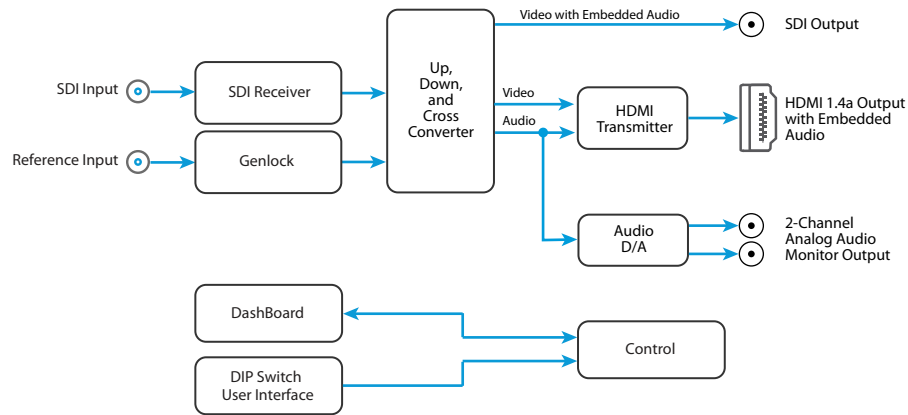 Video with Embedded Audio
SDI Output
SDI Input
SDI Receiver
Up,
Down,
and
Cross
Converter
Video
Audio
HDMI
Transmitter
HDMI 1.4a Output
with Embedded
Audio
Reference Input
Genlock
Audio
D/A
2-Channel
Analog Audio
Monitor Output
DashBoard
Control
DIP Switch
User Interface